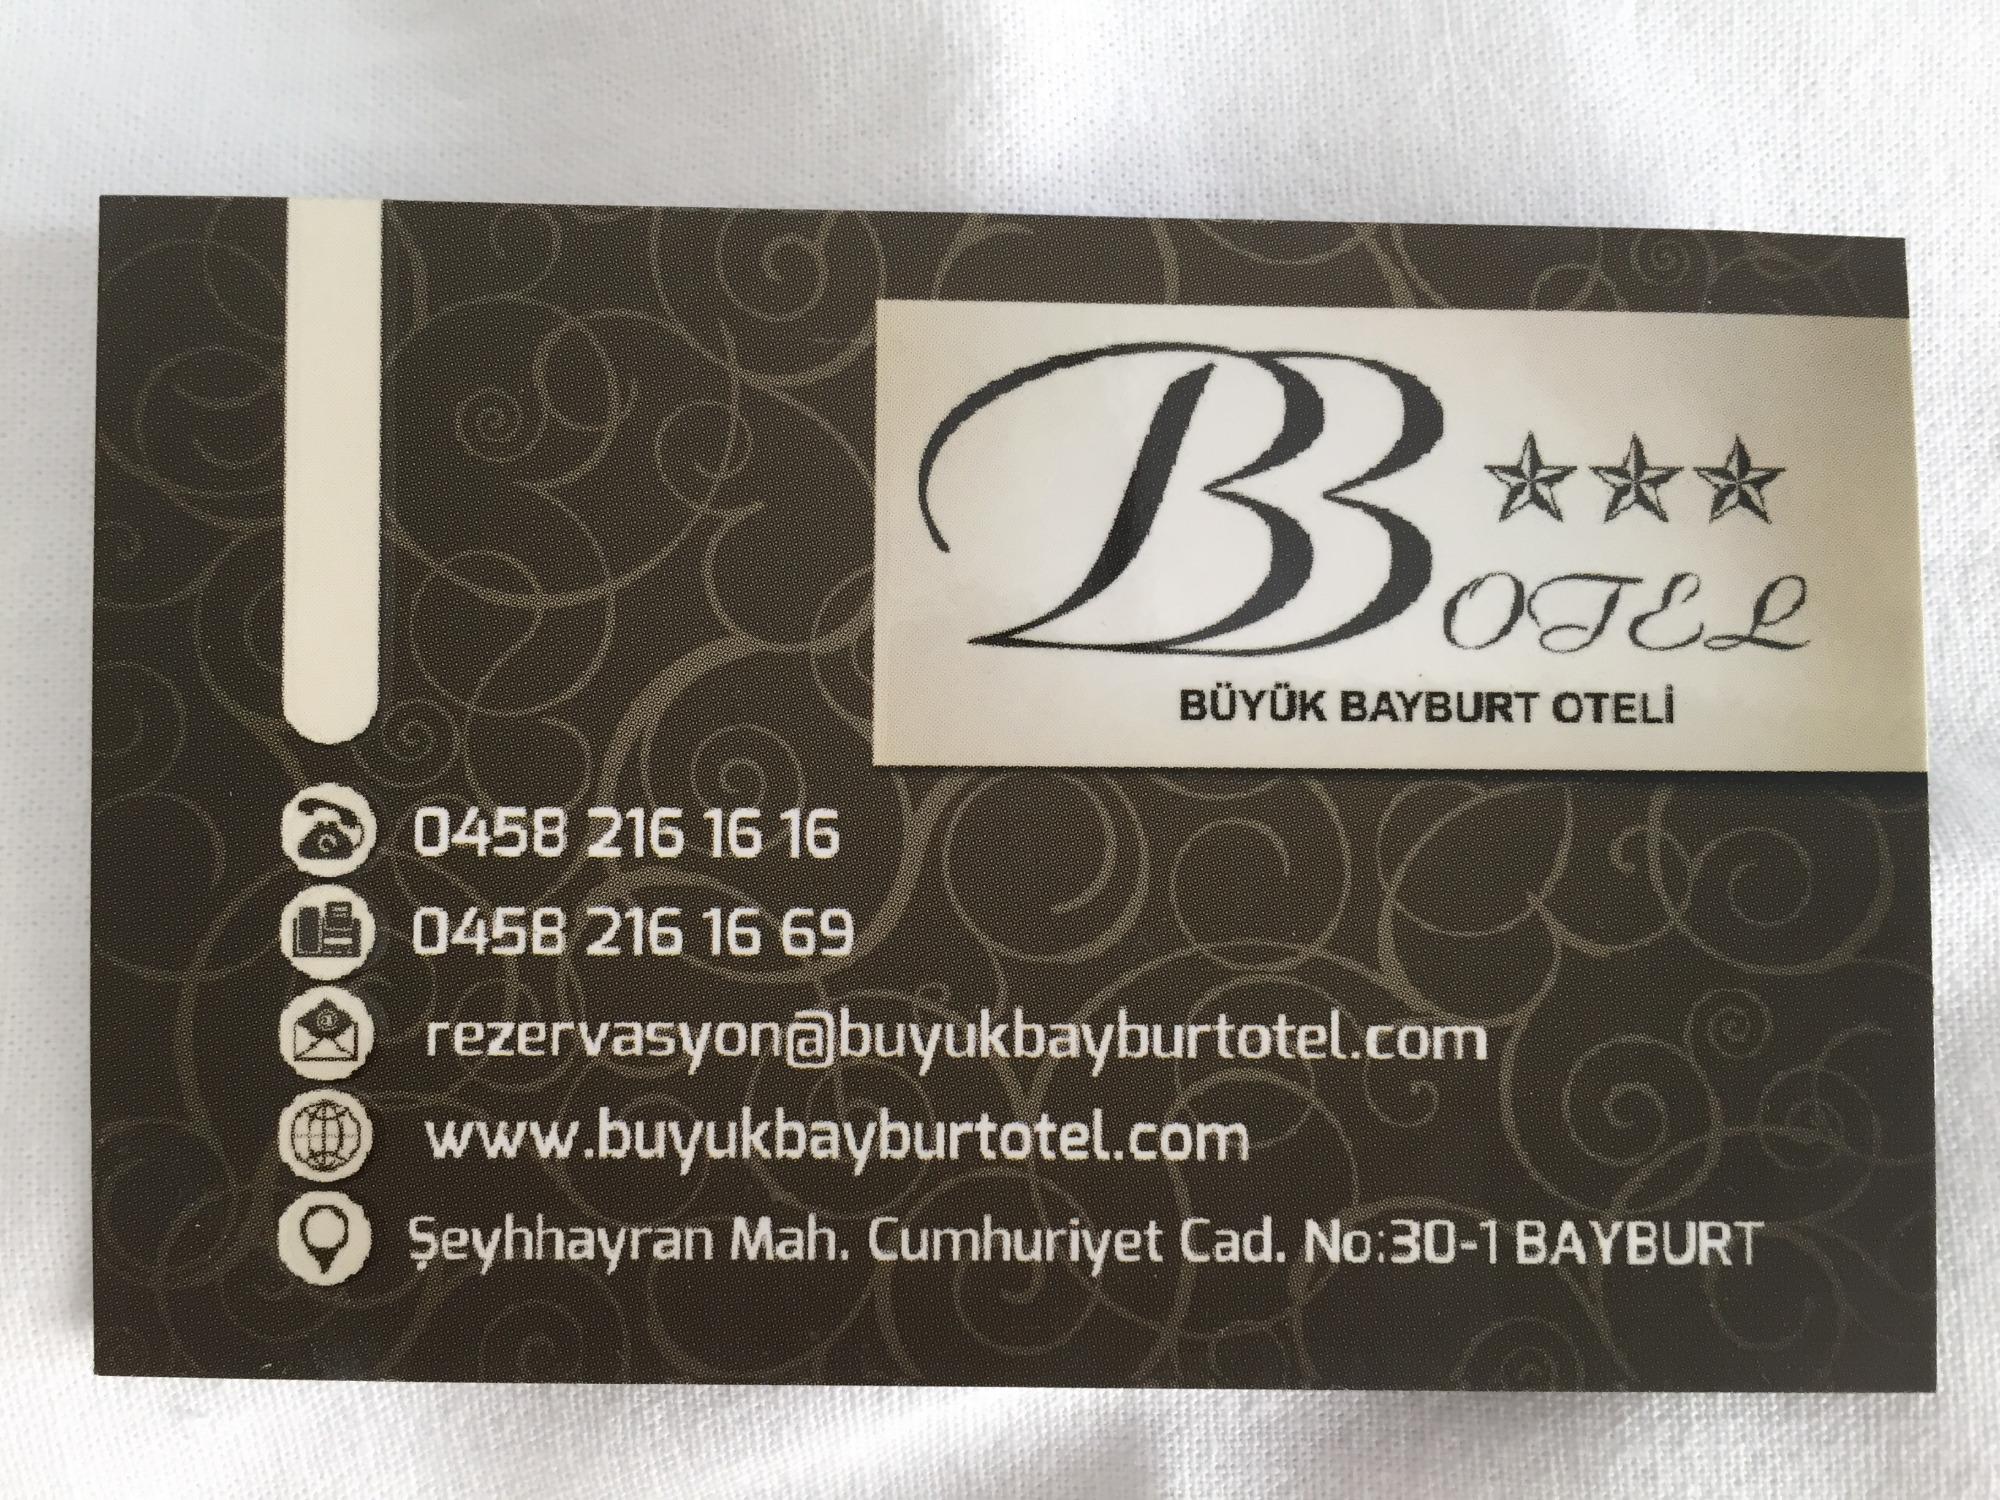 BB OTEL
BÜYÜK BAYBURT OTELİ
0458 216 16 16
0458 216 16 69
rezervasyon@buyukbayburtotel.com
www.buyukbayburtotel.com
Şeyhhayran Mah. Cumhuriyet Cad. No:30-1 BAYBURT